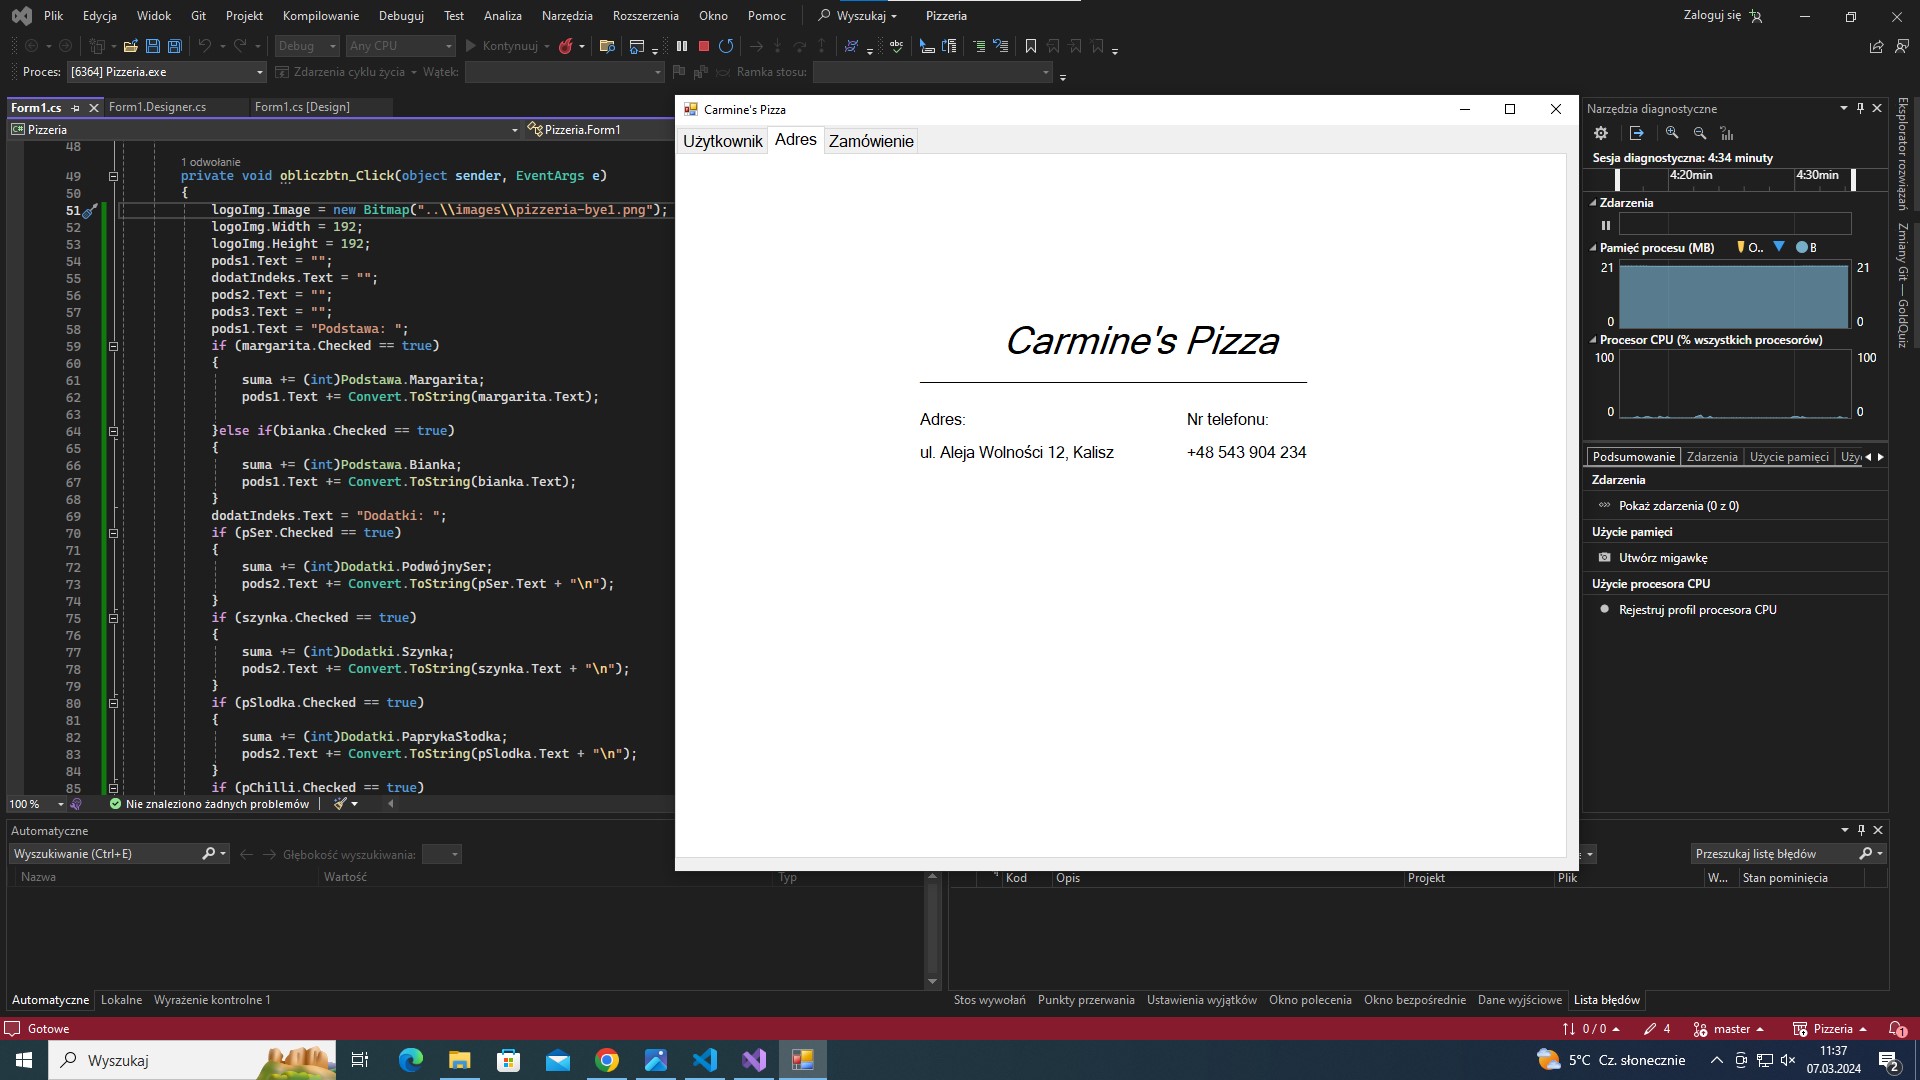 Plik Edycja Widok Git Projekt Kompilowanie Debuguj Test Analiza Narzędzia Rozszerzenia Okno Pomoc Wyszukaj Pizzeria Zaloguj się
Debug Any CPU Kontynuuj
Proces: [6364] Pizzeria.exe Zdarzenia cyklu życia Wątek: Ramka stosu:
Form1.cs Form1.Designer.cs Form1.cs [Design]
Pizzeria Pizzeria.Form1
48
1 odwołanie
49 private void obliczbtn_Click(object sender, EventArgs e)
50 {
51 logoImg.Image = new Bitmap("..\\images\\pizzeria-bye1.png");
52 logoImg.Width = 192;
53 logoImg.Height = 192;
54 pods1.Text = "";
55 dodatIndeks.Text = "";
56 pods2.Text = "";
57 pods3.Text = "";
58 pods1.Text = "Podstawa: ";
59 if (margarita.Checked == true)
60 {
61 suma += (int)Podstawa.Margarita;
62 pods1.Text += Convert.ToString(margarita.Text);
63
64 }else if(bianka.Checked == true)
65 {
66 suma += (int)Podstawa.Bianka;
67 pods1.Text += Convert.ToString(bianka.Text);
68 }
69 dodatIndeks.Text = "Dodatki: ";
70 if (pSer.Checked == true)
71 {
72 suma += (int)Dodatki.PodwójnySer;
73 pods2.Text += Convert.ToString(pSer.Text + "\n");
74 }
75 if (szynka.Checked == true)
76 {
77 suma += (int)Dodatki.Szynka;
78 pods2.Text += Convert.ToString(szynka.Text + "\n");
79 }
80 if (pSlodka.Checked == true)
81 {
82 suma += (int)Dodatki.PaprykaSłodka;
83 pods2.Text += Convert.ToString(pSlodka.Text + "\n");
84 }
85 if (pChilli.Checked == true)
100 % Nie znaleziono żadnych problemów
Carmine's Pizza
Użytkownik Adres Zamówienie
Carmine's Pizza
Adres: Nr telefonu:
ul. Aleja Wolności 12, Kalisz +48 543 904 234
Narzędzia diagnostyczne
Sesja diagnostyczna: 4:34 minuty
4:20min 4:30min
Zdarzenia
Pamięć procesu (MB) O.. B
21 21
0 0
Procesor CPU (% wszystkich procesorów)
100 100
0 0
Podsumowanie Zdarzenia Użycie pamięci Uży
Zdarzenia
Pokaż zdarzenia (0 z 0)
Użycie pamięci
Utwórz migawkę
Użycie procesora CPU
Rejestruj profil procesora CPU
Eksplorator rozwiązań
Zmiany Git — GoldQuiz
Automatyczne
Wyszukiwanie (Ctrl+E) Głębokość wyszukiwania:
Nazwa Wartość Typ
Przeszukaj listę błędów
Kod Opis Projekt Plik W... Stan pominięcia
Automatyczne Lokalne Wyrażenie kontrolne 1
Stos wywołań Punkty przerwania Ustawienia wyjątków Okno polecenia Okno bezpośrednie Dane wyjściowe Lista błędów
Gotowe 0 / 0 4 master Pizzeria 1
Wyszukaj 5°C Cz. słonecznie 11:37
07.03.2024 2